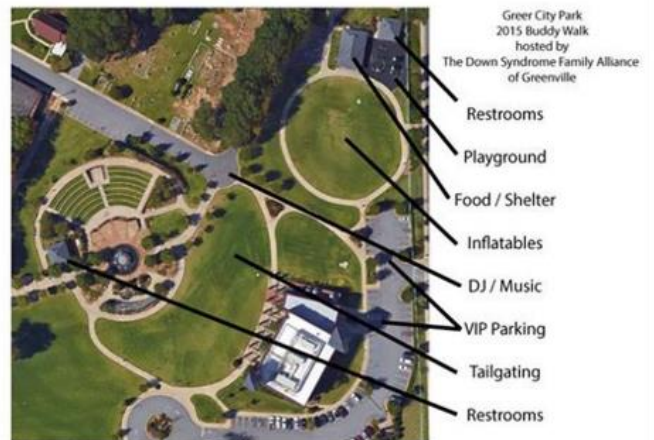 Greer City Park
2015 Buddy Walk
hosted by
The Down Syndrome Family Alliance
of Greenville
Restrooms
Playground
Food / Shelter
Inflatables
DJ / Music
VIP Parking
Tailgating
Restrooms